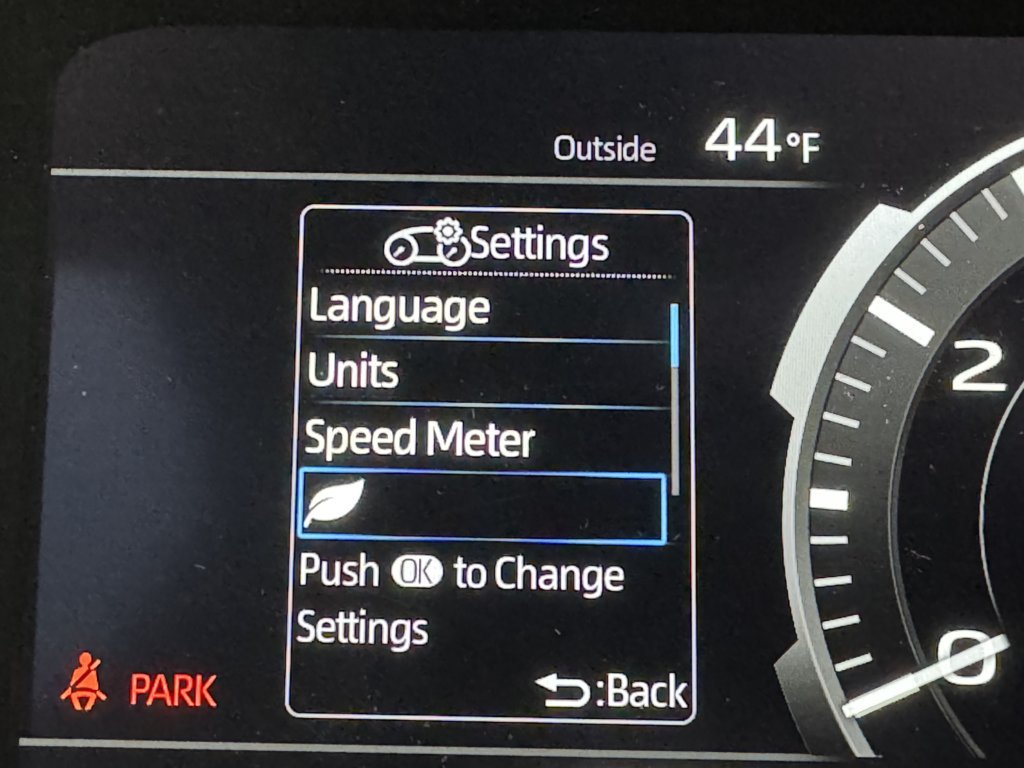 Outside 44°F
Settings
Language
Units
Speed Meter
Push OK to Change
Settings
:Back
PARK
2
0